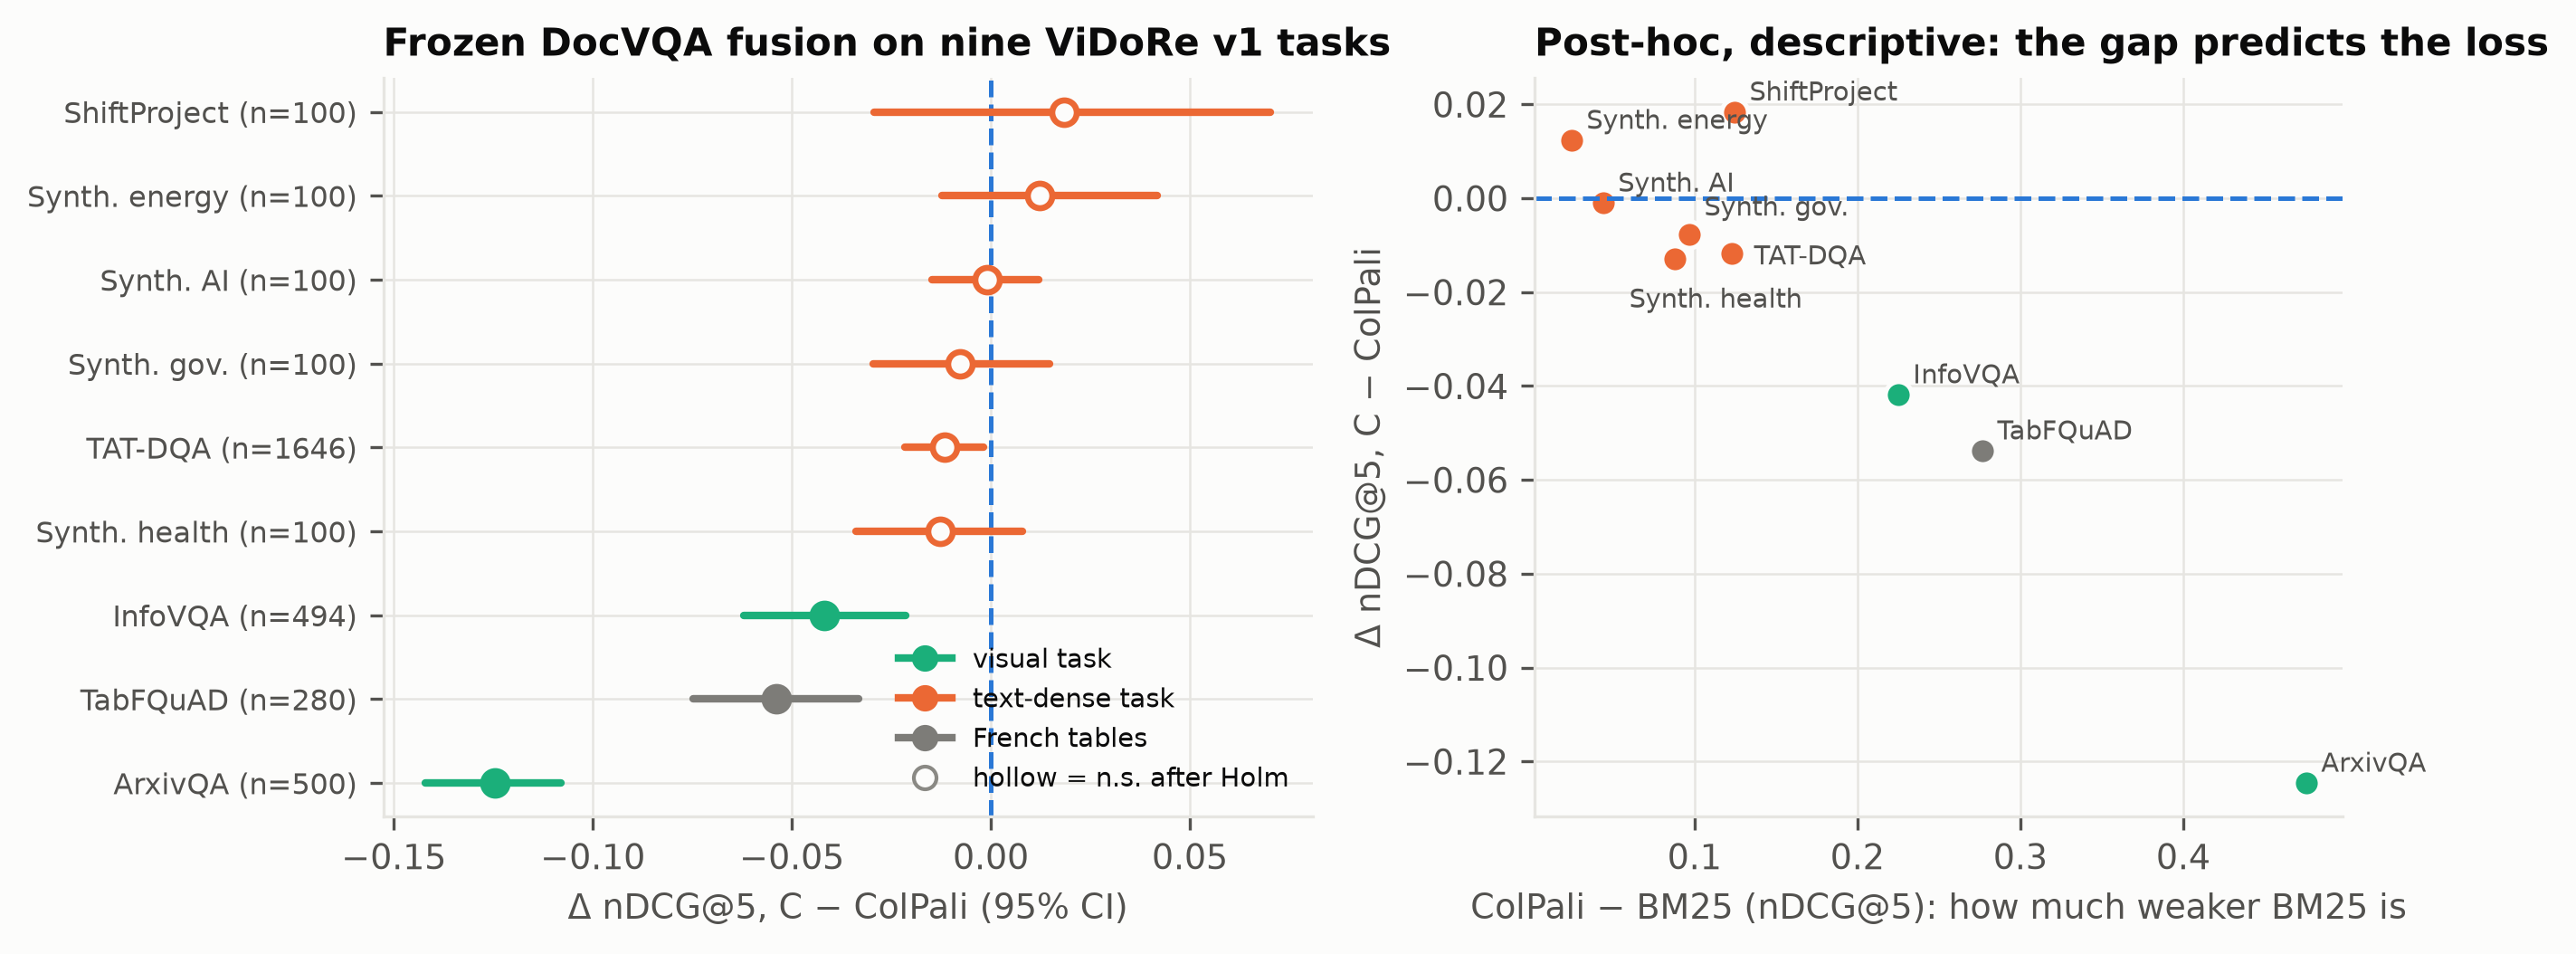 Frozen DocVQA fusion on nine ViDoRe v1 tasks
ShiftProject (n=100)
Synth. energy (n=100)
Synth. AI (n=100)
Synth. gov. (n=100)
TAT-DQA (n=1646)
Synth. health (n=100)
InfoVQA (n=494)
TabFQuAD (n=280)
ArxivQA (n=500)
visual task
text-dense task
French tables
hollow = n.s. after Holm
−0.15 −0.10 −0.05 0.00 0.05
Δ nDCG@5, C − ColPali (95% CI)
Post-hoc, descriptive: the gap predicts the loss
Δ nDCG@5, C − ColPali
0.02
0.00
−0.02
−0.04
−0.06
−0.08
−0.10
−0.12
ShiftProject
Synth. energy
Synth. AI
Synth. gov.
TAT-DQA
Synth. health
InfoVQA
TabFQuAD
ArxivQA
0.1 0.2 0.3 0.4
ColPali − BM25 (nDCG@5): how much weaker BM25 is